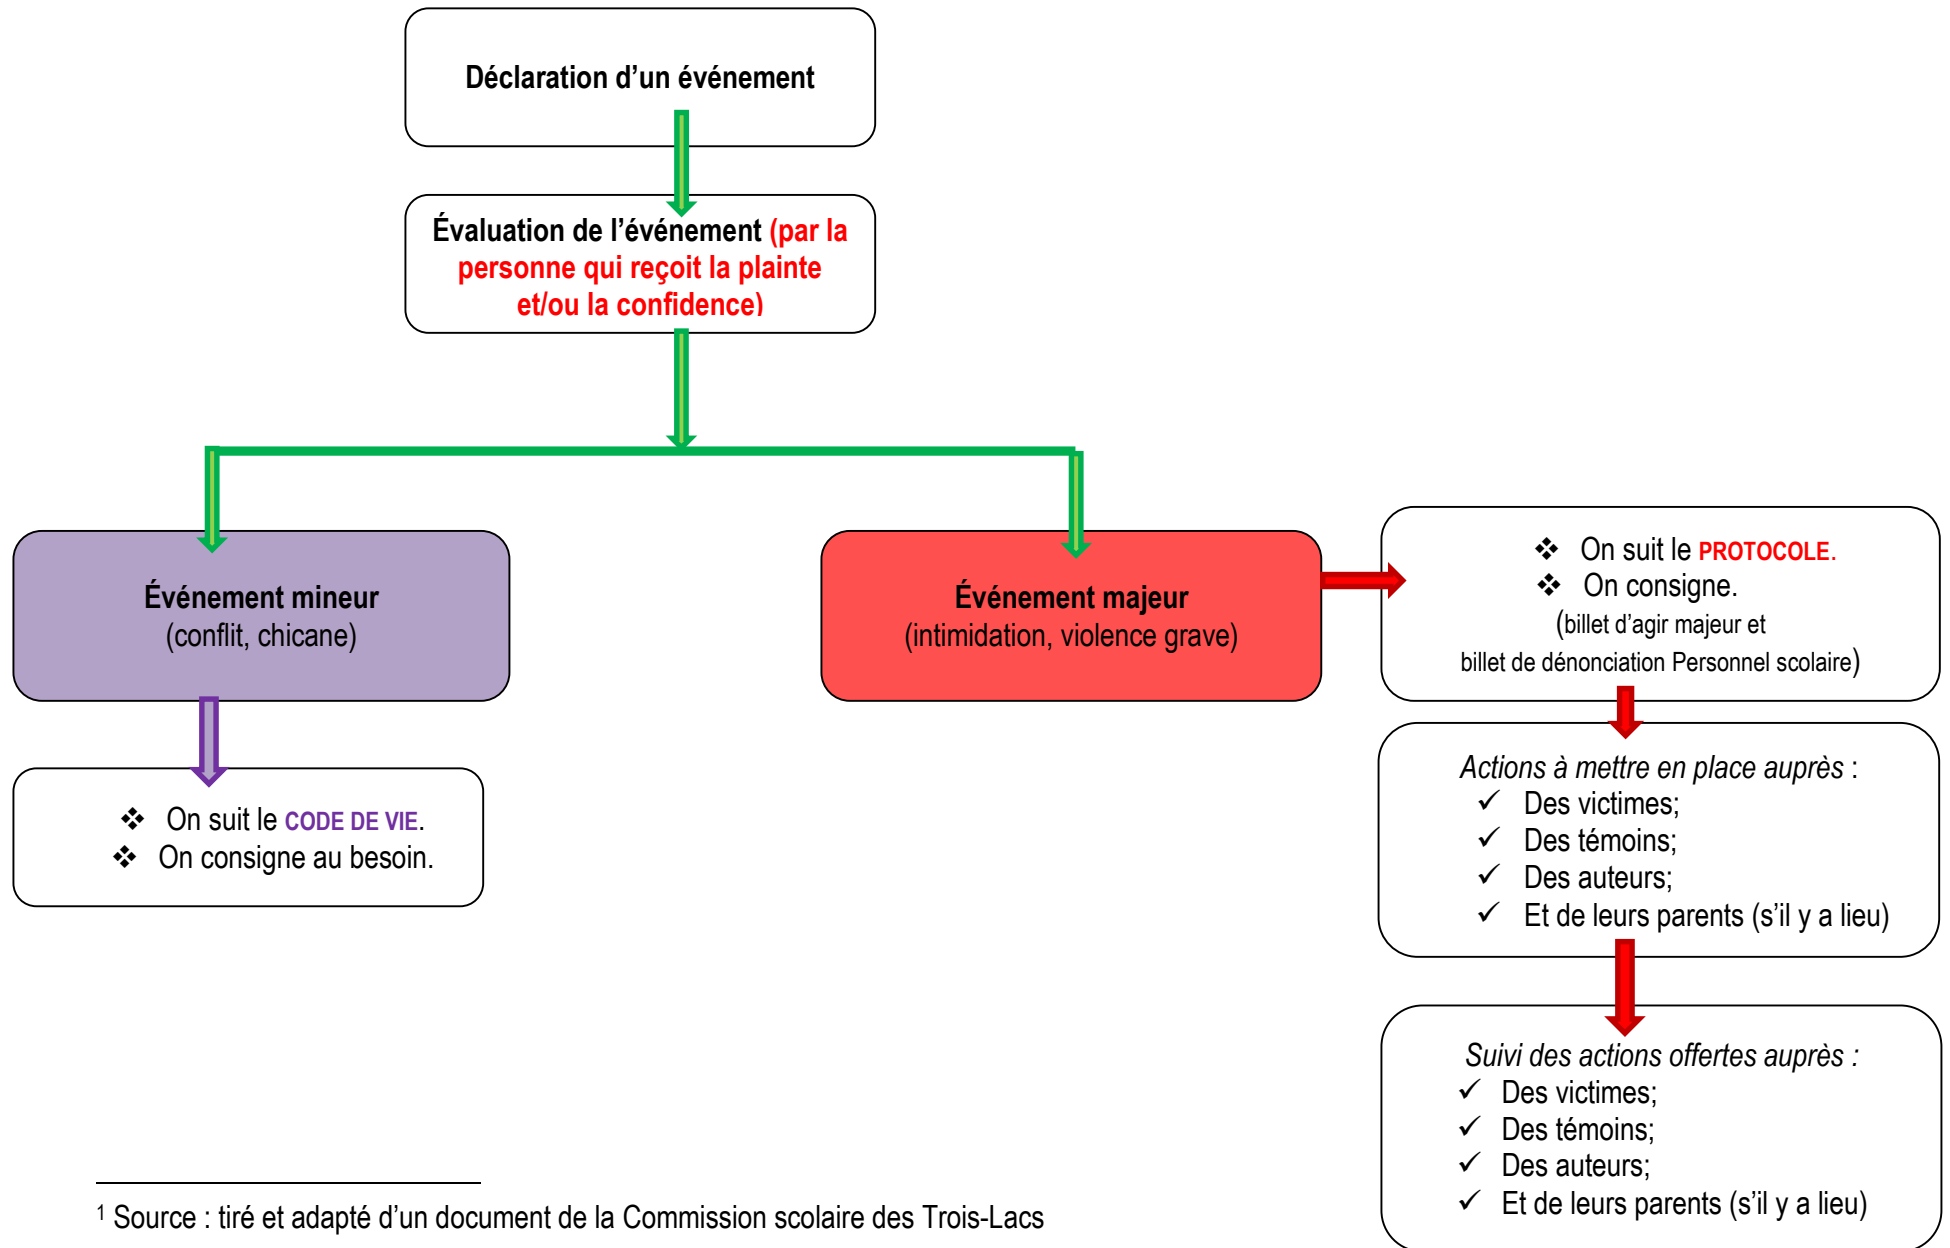 Déclaration d’un événement
Évaluation de l’événement (par la
personne qui reçoit la plainte
et/ou la confidence)
Événement mineur
(conflit, chicane)
Événement majeur
(intimidation, violence grave)
❖ On suit le PROTOCOLE.
❖ On consigne.
(billet d’agir majeur et
billet de dénonciation Personnel scolaire)
❖ On suit le CODE DE VIE.
❖ On consigne au besoin.
Actions à mettre en place auprès :
✓ Des victimes;
✓ Des témoins;
✓ Des auteurs;
✓ Et de leurs parents (s’il y a lieu)
Suivi des actions offertes auprès :
✓ Des victimes;
✓ Des témoins;
✓ Des auteurs;
✓ Et de leurs parents (s’il y a lieu)
¹ Source : tiré et adapté d’un document de la Commission scolaire des Trois-Lacs